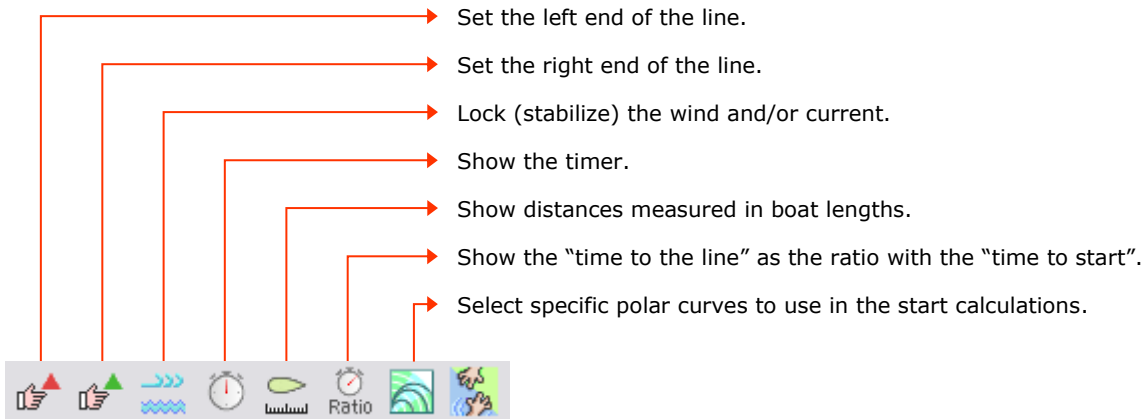 Set the left end of the line.
Set the right end of the line.
Lock (stabilize) the wind and/or current.
Show the timer.
Show distances measured in boat lengths.
Show the “time to the line” as the ratio with the “time to start”.
Select specific polar curves to use in the start calculations.
Ratio